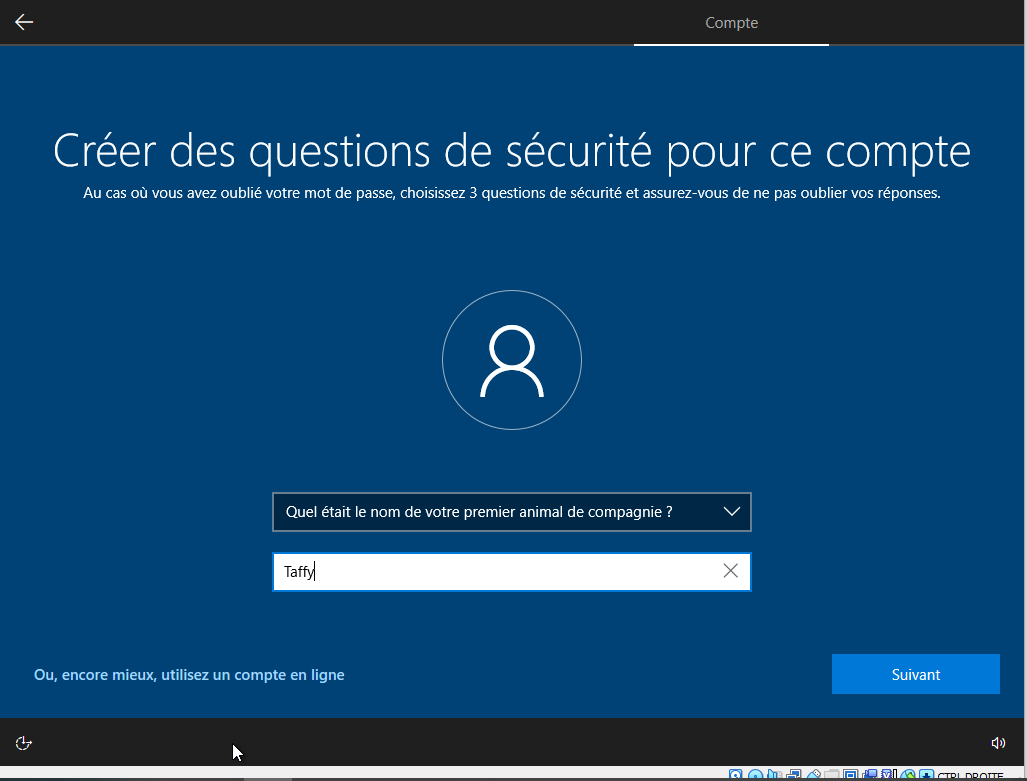 Compte
Créer des questions de sécurité pour ce compte
Au cas où vous avez oublié votre mot de passe, choisissez 3 questions de sécurité et assurez-vous de ne pas oublier vos réponses.
Quel était le nom de votre premier animal de compagnie ?
Taffy
Ou, encore mieux, utilisez un compte en ligne
Suivant
CTRL DROITE